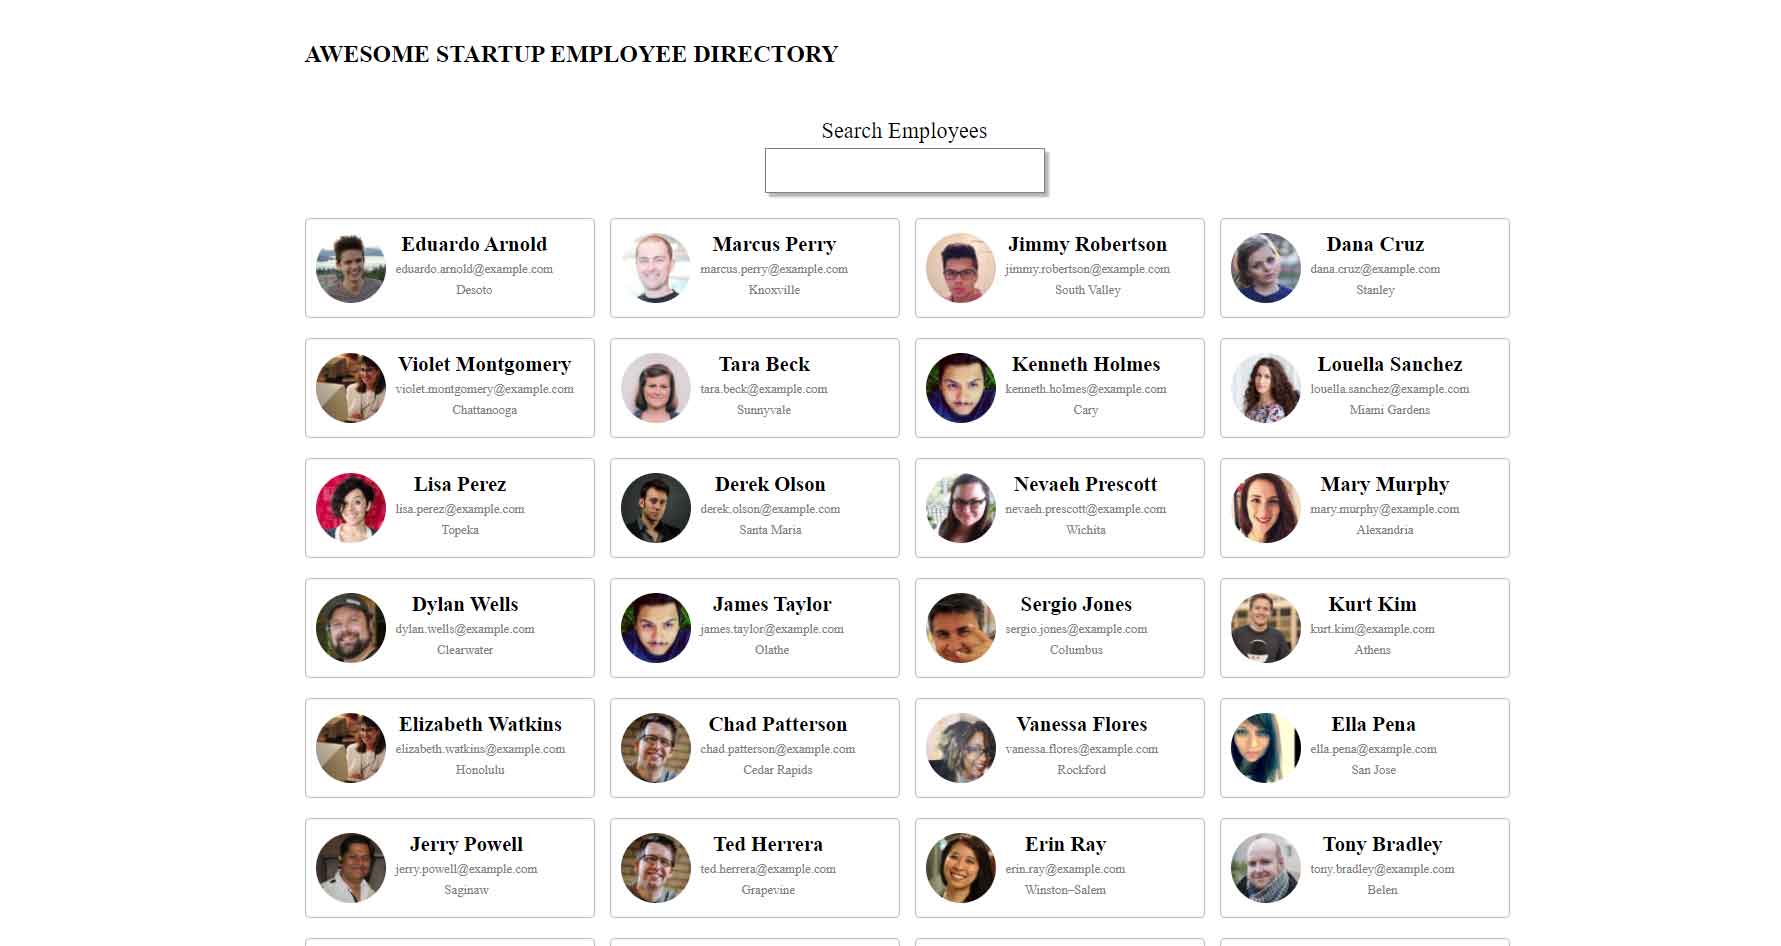 AWESOME STARTUP EMPLOYEE DIRECTORY
Search Employees
Eduardo Arnold
eduardo.arnold@example.com
Desoto
Marcus Perry
marcus.perry@example.com
Knoxville
Jimmy Robertson
jimmy.robertson@example.com
South Valley
Dana Cruz
dana.cruz@example.com
Stanley
Violet Montgomery
violet.montgomery@example.com
Chattanooga
Tara Beck
tara.beck@example.com
Sunnyvale
Kenneth Holmes
kenneth.holmes@example.com
Cary
Louella Sanchez
louella.sanchez@example.com
Miami Gardens
Lisa Perez
lisa.perez@example.com
Topeka
Derek Olson
derek.olson@example.com
Santa Maria
Nevaeh Prescott
nevaeh.prescott@example.com
Wichita
Mary Murphy
mary.murphy@example.com
Alexandria
Dylan Wells
dylan.wells@example.com
Clearwater
James Taylor
james.taylor@example.com
Olathe
Sergio Jones
sergio.jones@example.com
Columbus
Kurt Kim
kurt.kim@example.com
Athens
Elizabeth Watkins
elizabeth.watkins@example.com
Honolulu
Chad Patterson
chad.patterson@example.com
Cedar Rapids
Vanessa Flores
vanessa.flores@example.com
Rockford
Ella Pena
ella.pena@example.com
San Jose
Jerry Powell
jerry.powell@example.com
Saginaw
Ted Herrera
ted.herrera@example.com
Grapevine
Erin Ray
erin.ray@example.com
Winston–Salem
Tony Bradley
tony.bradley@example.com
Belen